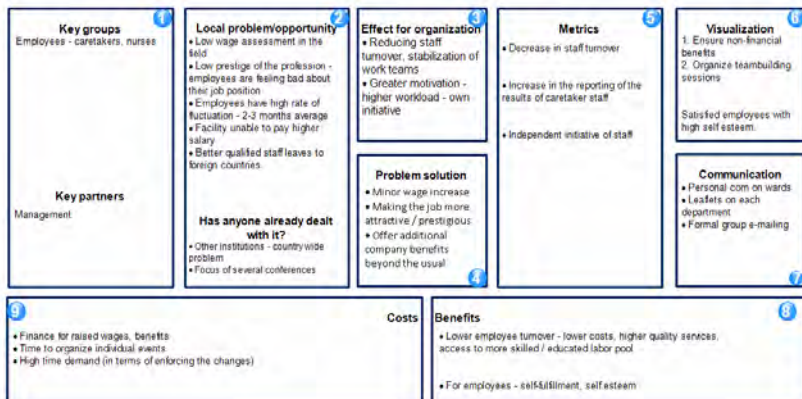 1
Key groups
Employees - caretakers, nurses
Key partners
Management
2
Local problem/opportunity
• Low wage assessment in the
field
• Low prestige of the profession -
employees are feeling bad about
their job position
• Employees have high rate of
fluctuation - 2-3 months average
• Facility unable to pay higher
salary
• Better qualified staff leaves to
foreign countries.
Has anyone already dealt
with it?
• Other institutions - country wide
problem
• Focus of several conferences
3
Effect for organization
• Reducing staff
turnover, stabilization of
work teams
• Greater motivation -
higher workload - own
initiative
Problem solution
• Minor wage increase
• Making the job more
attractive / prestigious
• Offer additional
company benefits
beyond the usual
4
5
Metrics
• Decrease in staff turnover
• Increase in the reporting of the
results of caretaker staff
• Independent initiative of staff
6
Visualization
1. Ensure non-financial
benefits
2. Organize teambuilding
sessions
Satisfied employees with
high self esteem.
Communication
• Personal com on wards
• Leaflets on each
department
• Formal group e-mailing
7
9
Costs
• Finance for raised wages, benefits
• Time to organize individual events
• High time demand (in terms of enforcing the changes)
8
Benefits
• Lower employee turnover - lower costs, higher quality services,
access to more skilled / educated labor pool
• For employees - self-fulfillment, self esteem